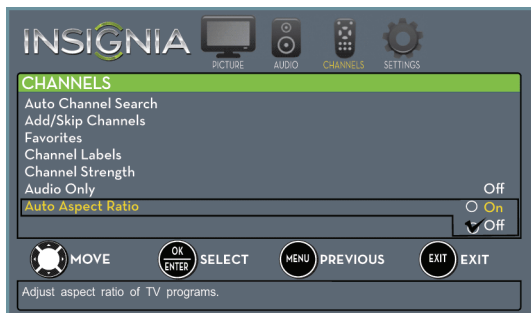 INSIGNIA
PICTURE AUDIO CHANNELS SETTINGS
CHANNELS
Auto Channel Search
Add/Skip Channels
Favorites
Channel Labels
Channel Strength
Audio Only Off
Auto Aspect Ratio On
Off
MOVE OK ENTER SELECT MENU PREVIOUS EXIT EXIT
Adjust aspect ratio of TV programs.